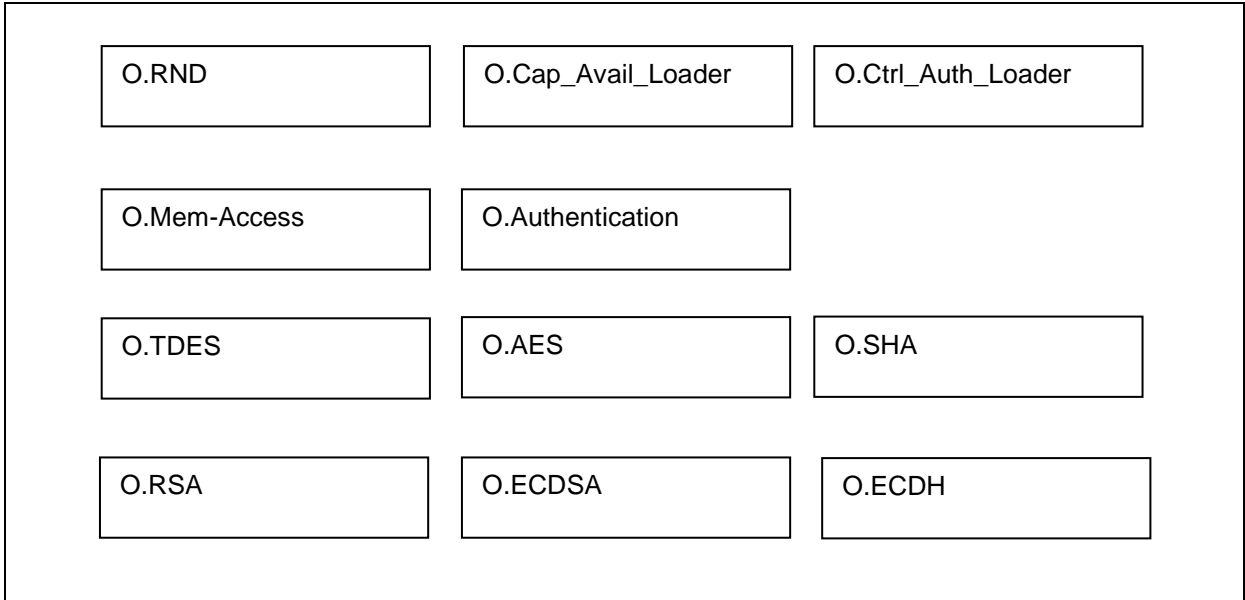 O.RND
O.Cap_Avail_Loader
O.Ctrl_Auth_Loader
O.Mem-Access
O.Authentication
O.TDES
O.AES
O.SHA
O.RSA
O.ECDSA
O.ECDH